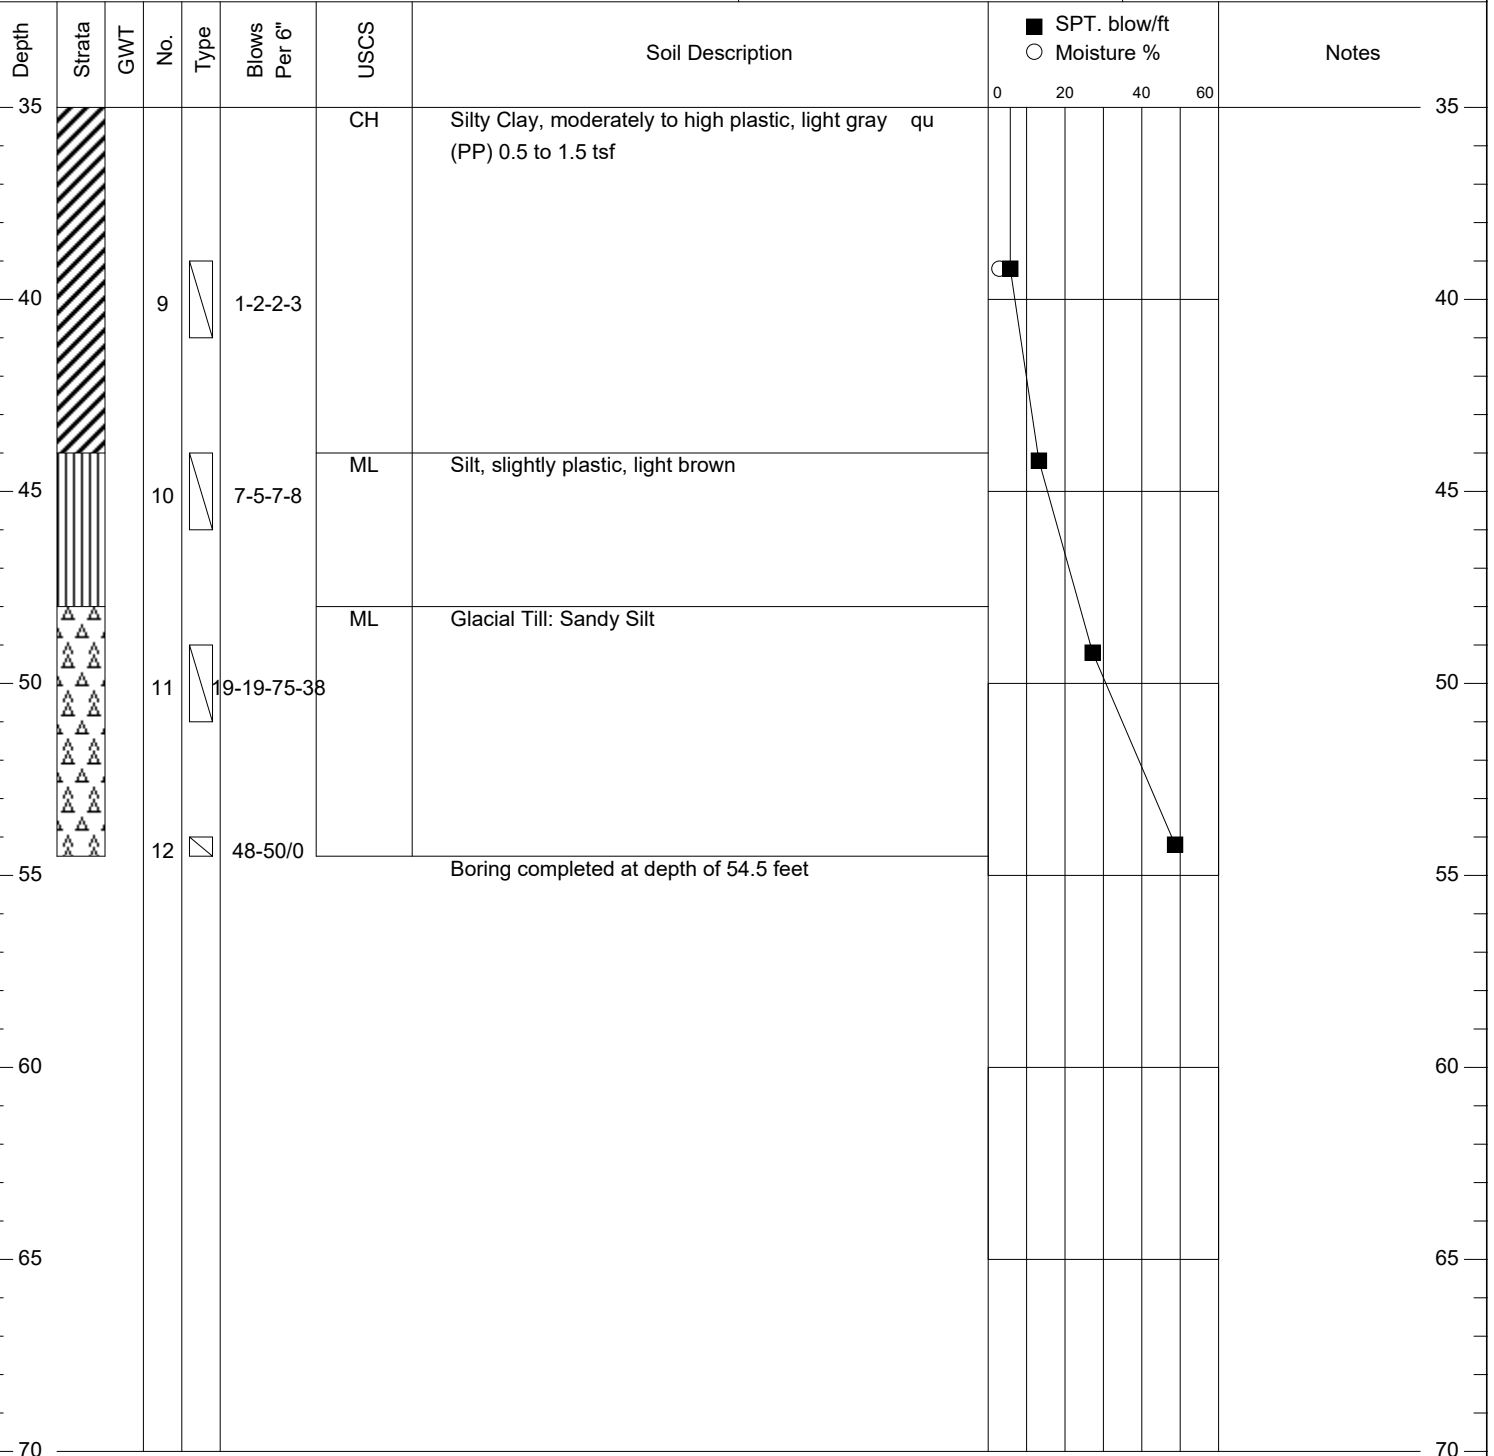 Depth
Strata
GWT
No.
Type
Blows
Per 6"
USCS
Soil Description
SPT. blow/ft
Moisture %
0 20 40 60
Notes
35 35
CH Silty Clay, moderately to high plastic, light gray qu
(PP) 0.5 to 1.5 tsf
40 9 1-2-2-3 40
ML Silt, slightly plastic, light brown
45 10 7-5-7-8 45
ML Glacial Till: Sandy Silt
50 11 19-19-75-38 50
12 48-50/0
55 Boring completed at depth of 54.5 feet 55
60 60
65 65
70 70